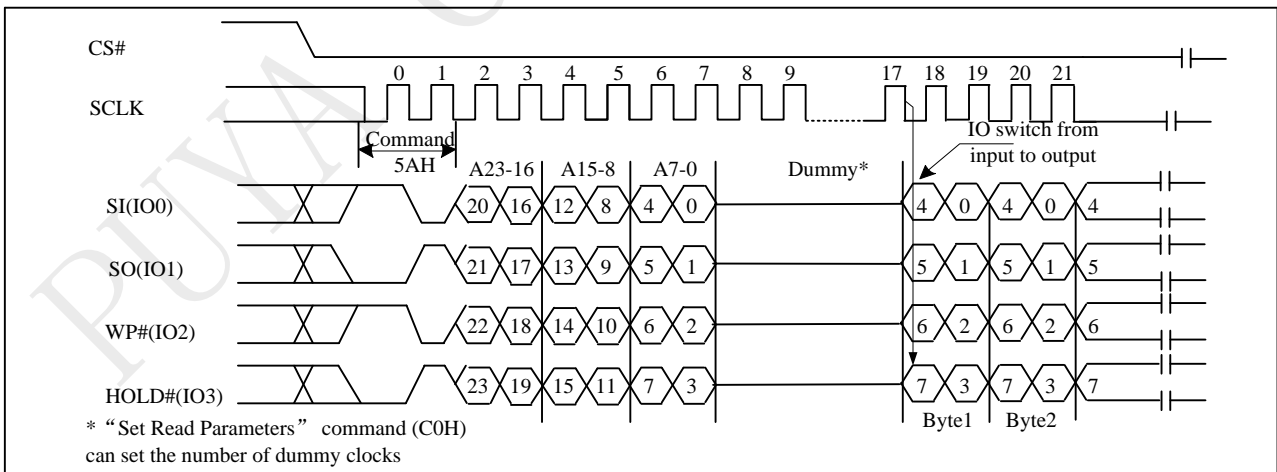 PUYA
CS#
0 1 2 3 4 5 6 7 8 9 17 18 19 20 21
SCLK
Command
5AH
IO switch from
input to output
A23-16 A15-8 A7-0 Dummy*
SI(IO0) 20 16 12 8 4 0 4 0 4 0 4
SO(IO1) 21 17 13 9 5 1 5 1 5 1 5
WP#(IO2) 22 18 14 10 6 2 6 2 6 2 6
HOLD#(IO3) 23 19 15 11 7 3 7 3 7 3 7
Byte1 Byte2
* “Set Read Parameters” command (C0H)
can set the number of dummy clocks